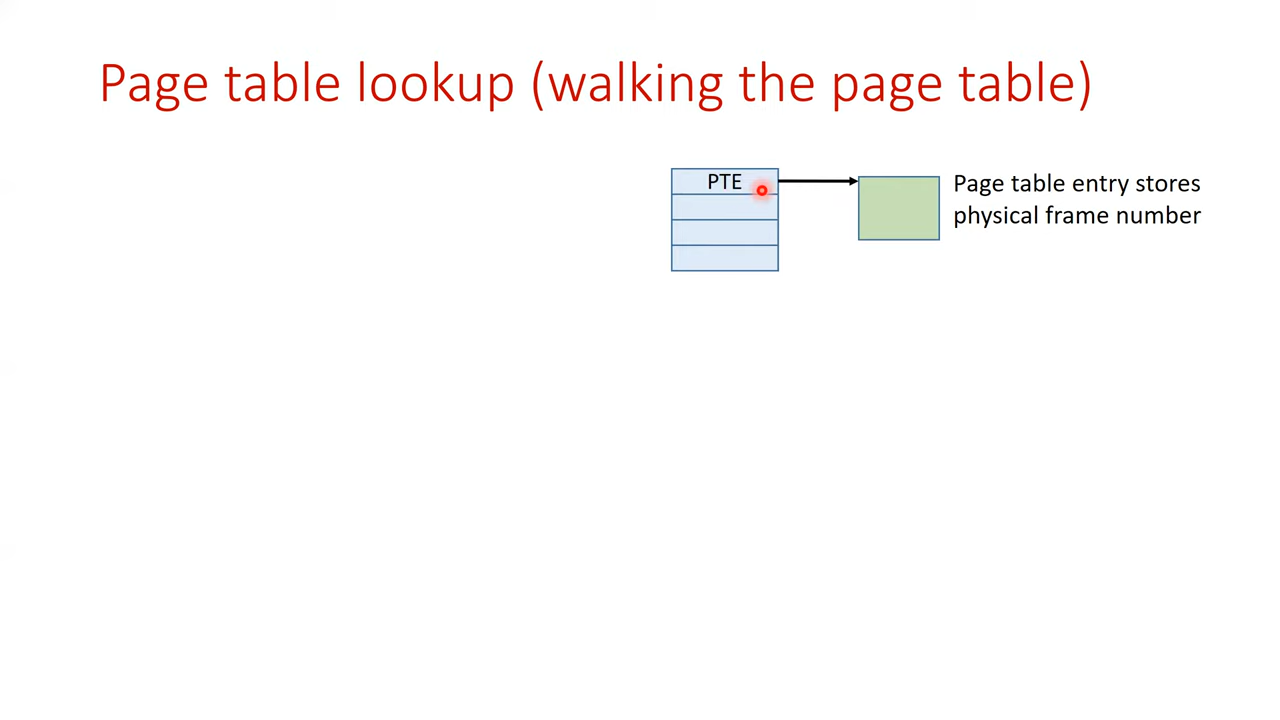 Page table lookup (walking the page table)
PTE
Page table entry stores
physical frame number